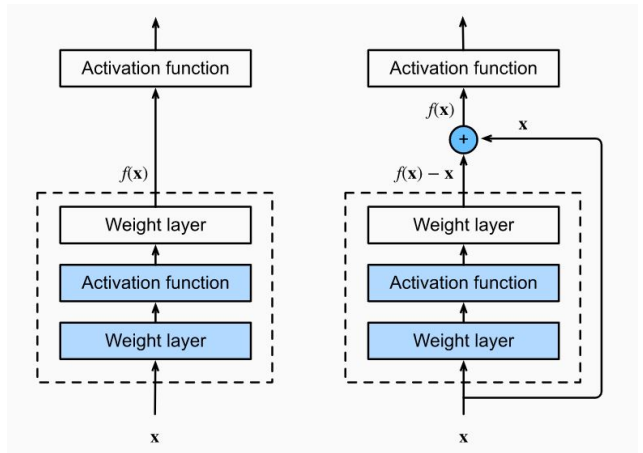 Activation function
f(x)
Weight layer
Activation function
Weight layer
x
Activation function
f(x)
x
+
f(x) − x
Weight layer
Activation function
Weight layer
x